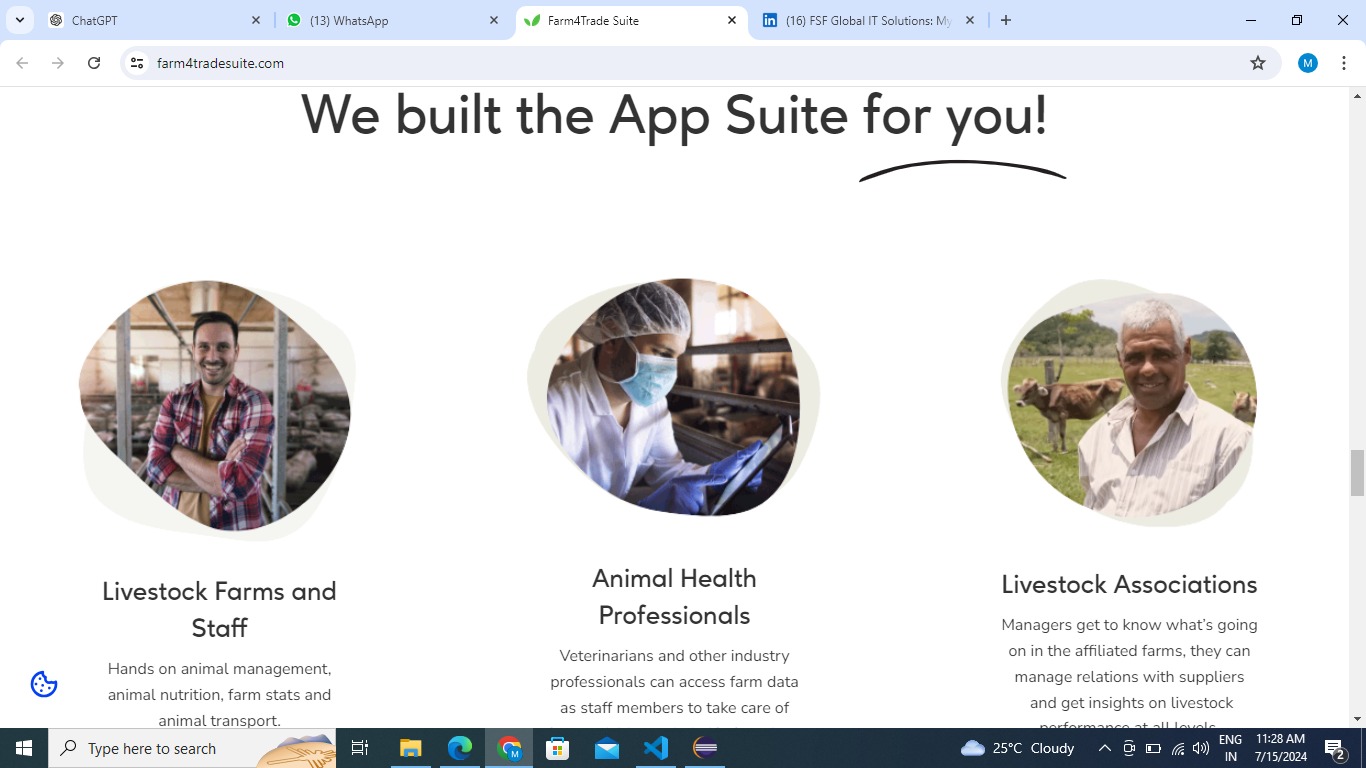 ChatGPT
(13) WhatsApp
Farm4Trade Suite
(16) FSF Global IT Solutions: My
farm4tradesuite.com
M
We built the App Suite for you!
Livestock Farms and
Staff
Hands on animal management,
animal nutrition, farm stats and
animal transport.
Animal Health
Professionals
Veterinarians and other industry
professionals can access farm data
as staff members to take care of
Livestock Associations
Managers get to know what's going
on in the affiliated farms, they can
manage relations with suppliers
and get insights on livestock
performance at all levels
Type here to search
M
25°C Cloudy
ENG
IN
11:28 AM
7/15/2024
2